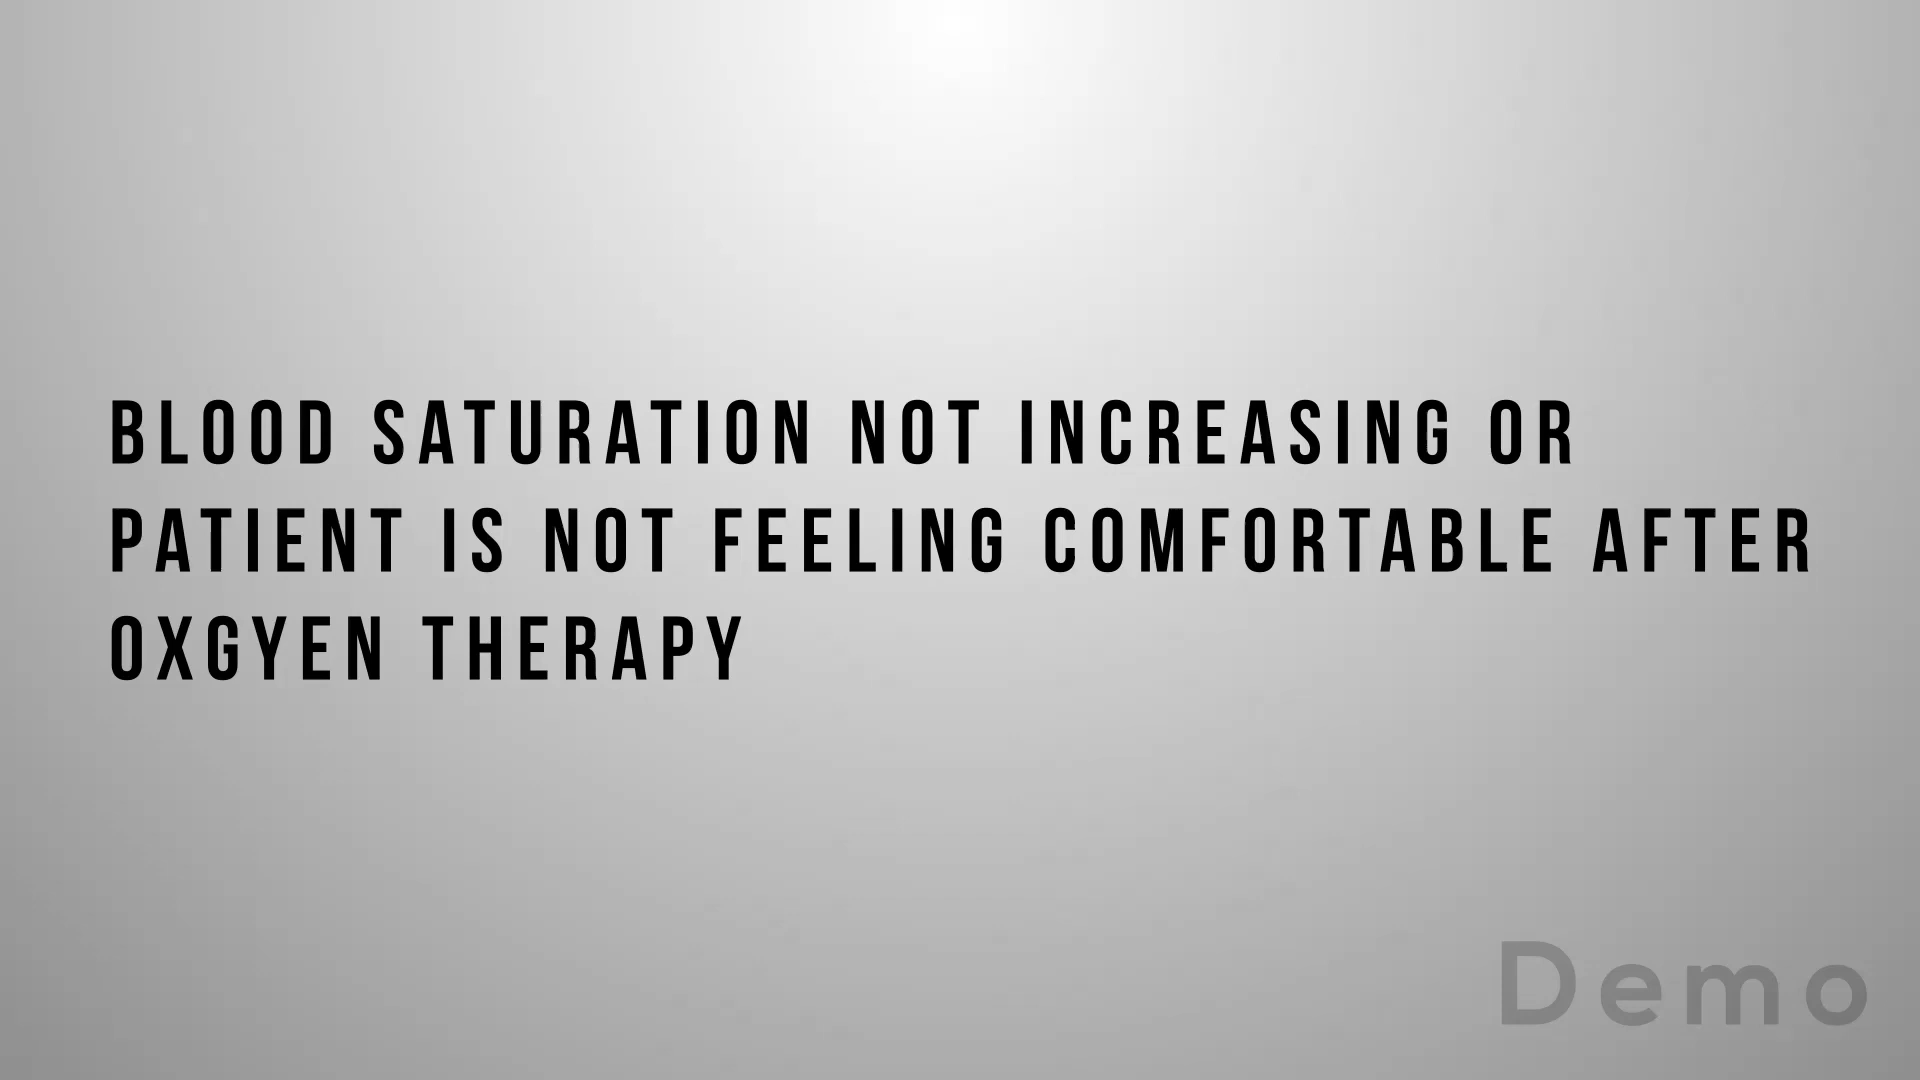 BLOOD SATURATION NOT INCREASING OR
PATIENT IS NOT FEELING COMFORTABLE AFTER
OXGYEN THERAPY
Demo